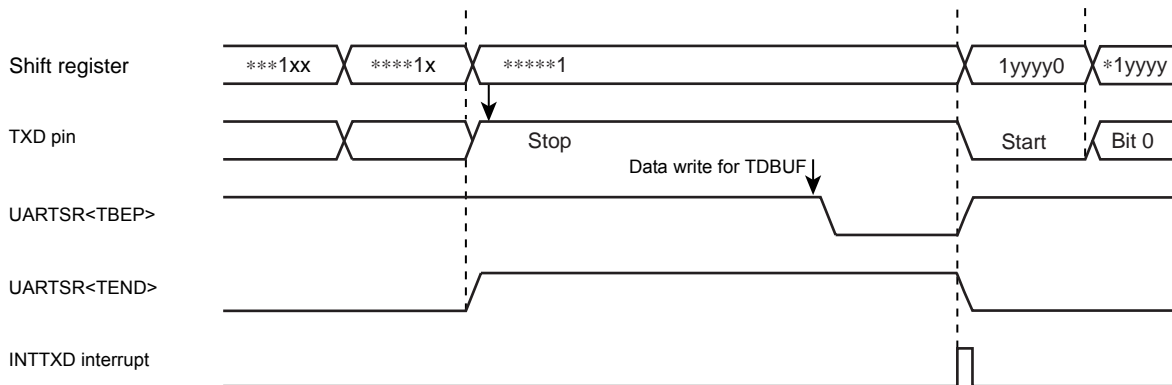 Shift register ***1xx ****1x *****1 1yyyy0 *1yyyy
TXD pin Stop Start Bit 0
Data write for TDBUF
UARTSR<TBEP>
UARTSR<TEND>
INTTXD interrupt